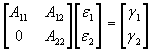 [A₁₁ A₁₂] [ε₁] = [γ₁]
[0 A₂₂] [ε₂] = [γ₂]